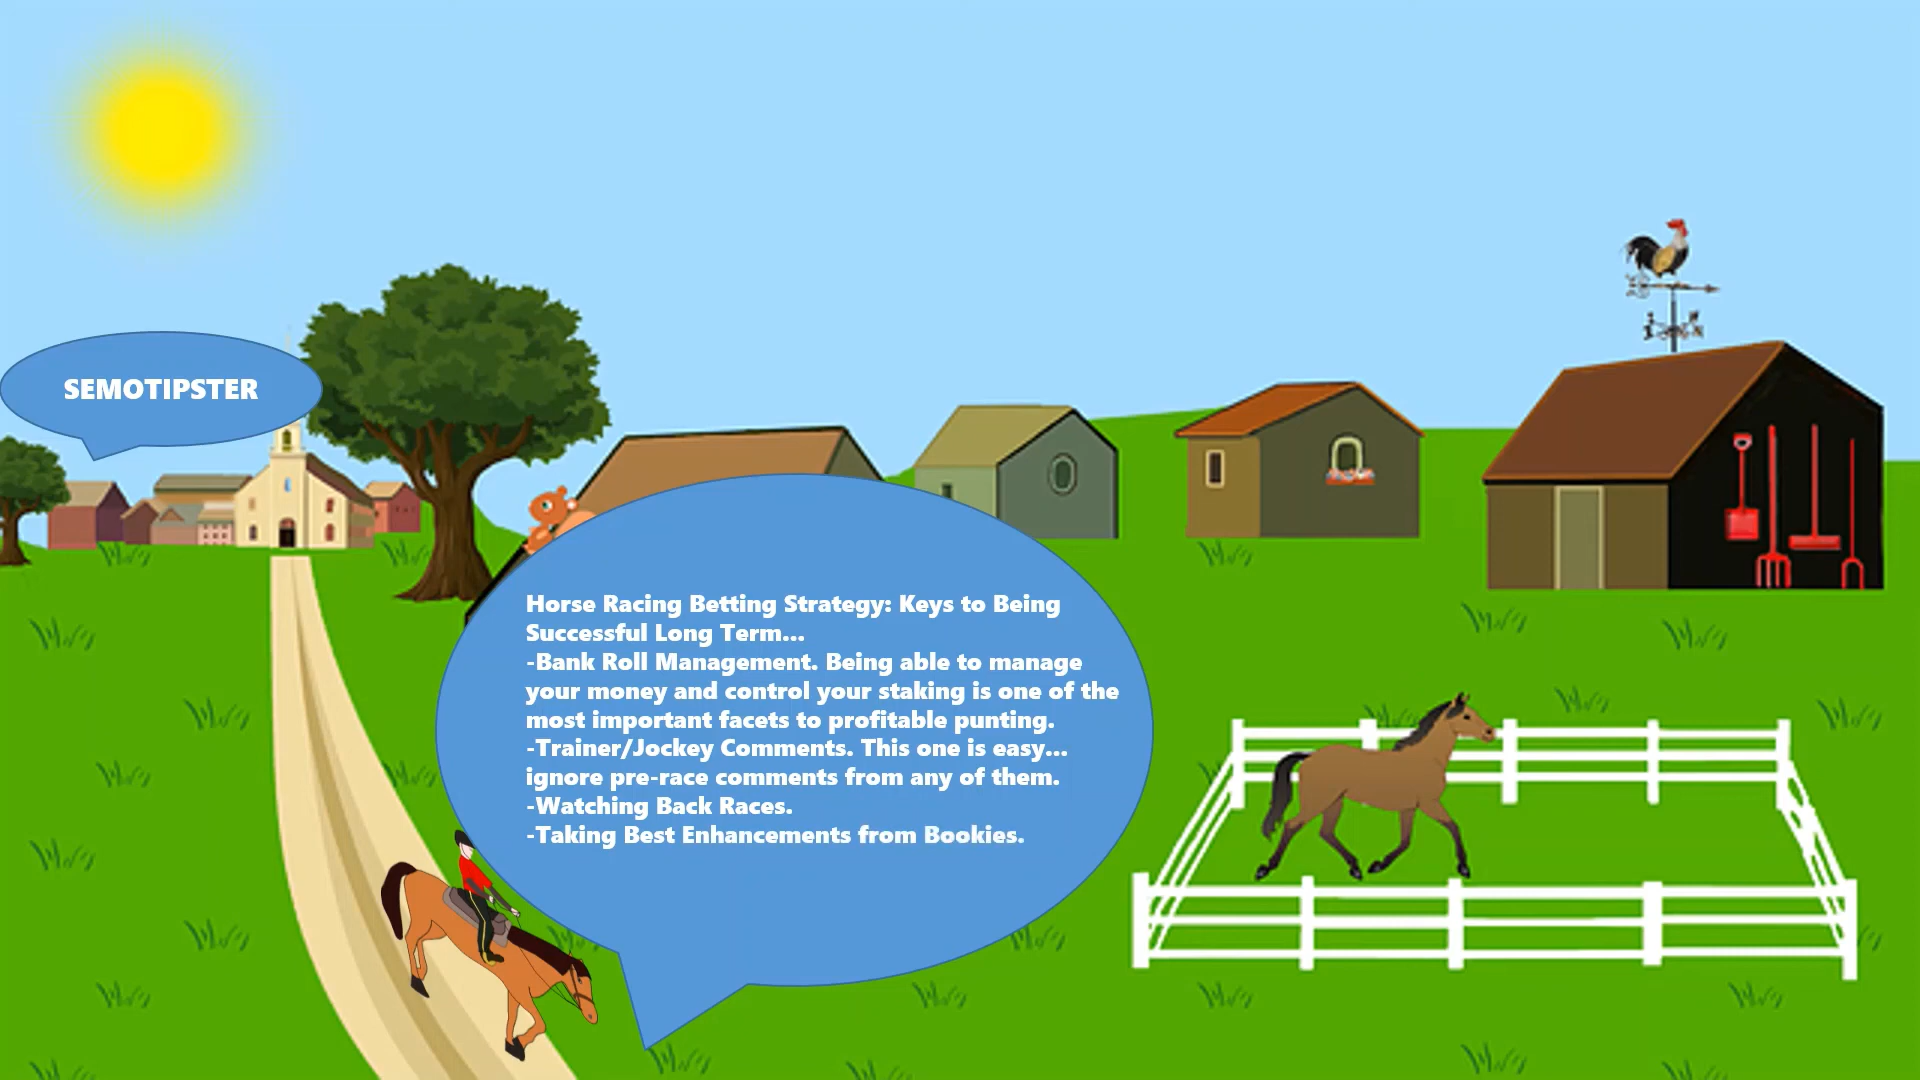 SEMOTIPSTER
Horse Racing Betting Strategy: Keys to Being
Successful Long Term...
-Bank Roll Management. Being able to manage
your money and control your staking is one of the
most important facets to profitable punting.
-Trainer/Jockey Comments. This one is easy...
ignore pre-race comments from any of them.
-Watching Back Races.
-Taking Best Enhancements from Bookies.